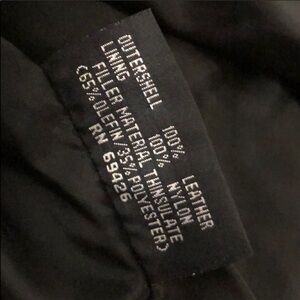 OUTERSHELL 100% LEATHER
LINING 100% NYLON
FILLER MATERIAL THINSULATE
(65% OLEFIN/35% POLYESTER)
RN 69426